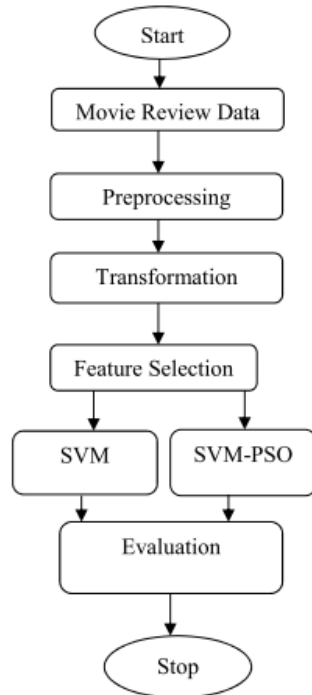 Start
Movie Review Data
Preprocessing
Transformation
Feature Selection
SVM
SVM-PSO
Evaluation
Stop